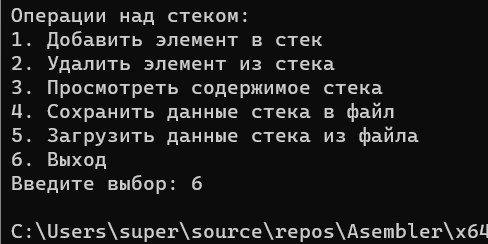 Операции над стеком:
1. Добавить элемент в стек
2. Удалить элемент из стека
3. Просмотреть содержимое стека
4. Сохранить данные стека в файл
5. Загрузить данные стека из файла
6. Выход
Введите выбор: 6
C:\Users\super\source\repos\Asembler\x64